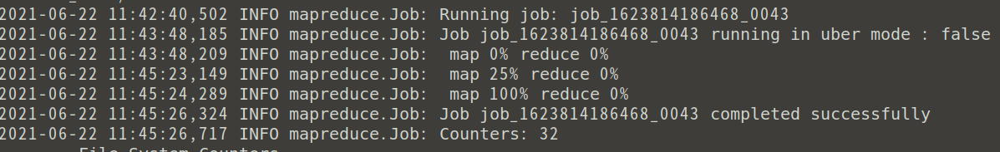 2021-06-22 11:42:40,502 INFO mapreduce.Job: Running job: job_1623814186468_0043
2021-06-22 11:43:48,185 INFO mapreduce.Job: Job job_1623814186468_0043 running in uber mode : false
2021-06-22 11:43:48,209 INFO mapreduce.Job:  map 0% reduce 0%
2021-06-22 11:45:23,149 INFO mapreduce.Job:  map 25% reduce 0%
2021-06-22 11:45:24,289 INFO mapreduce.Job:  map 100% reduce 0%
2021-06-22 11:45:26,324 INFO mapreduce.Job: Job job_1623814186468_0043 completed successfully
2021-06-22 11:45:26,717 INFO mapreduce.Job: Counters: 32
File System Counters